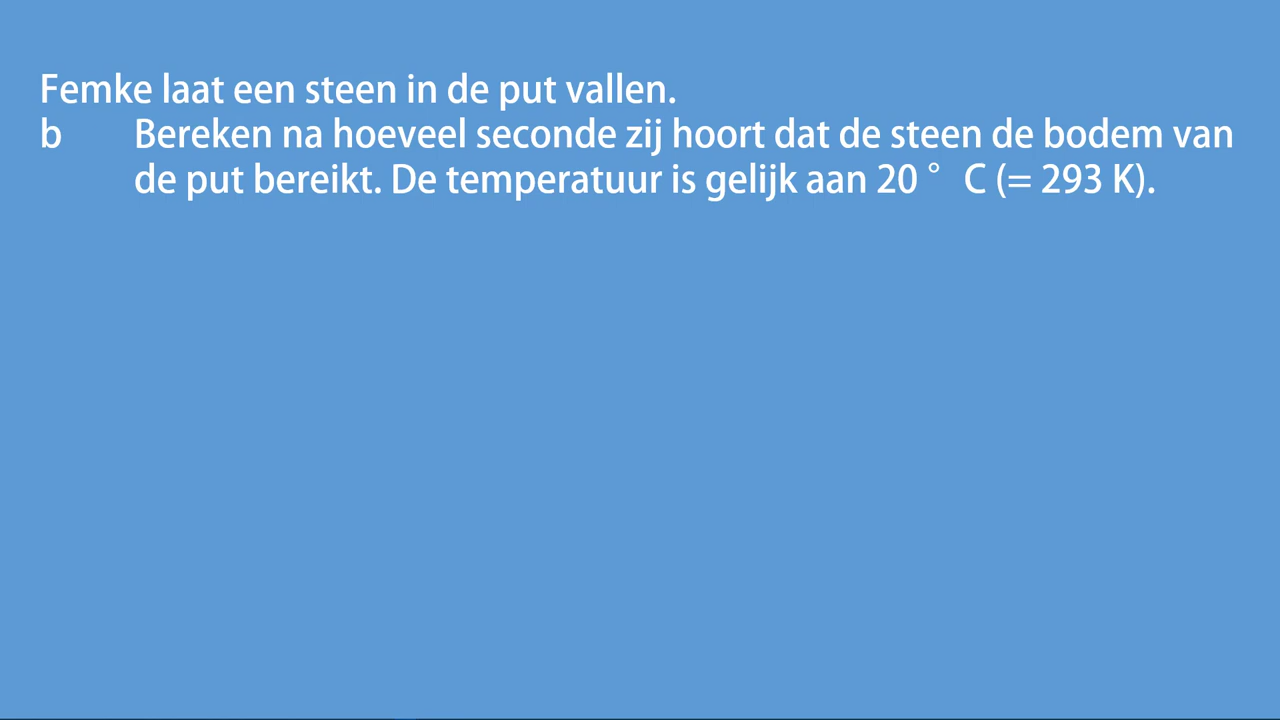 Femke laat een steen in de put vallen.
b Bereken na hoeveel seconde zij hoort dat de steen de bodem van
de put bereikt. De temperatuur is gelijk aan 20 ° C (= 293 K).